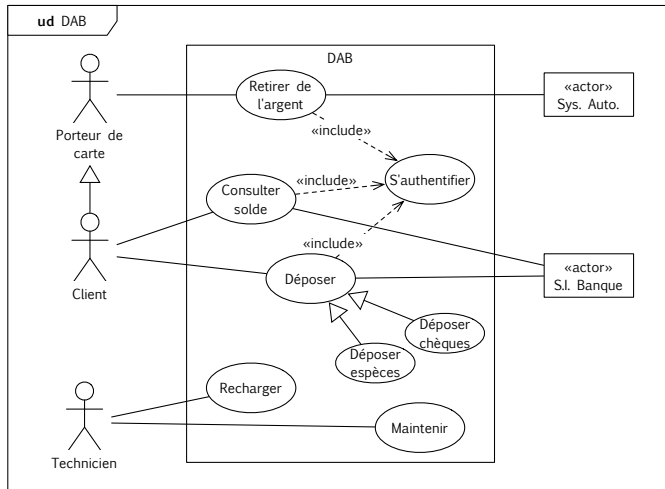 ud DAB
DAB
Retirer de
l'argent
«actor»
Sys. Auto.
Porteur de
carte
«include»
Consulter
solde
«include»
S'authentifier
«include»
Client
Déposer
«actor»
S.I. Banque
Déposer
chèques
Déposer
espèces
Recharger
Maintenir
Technicien